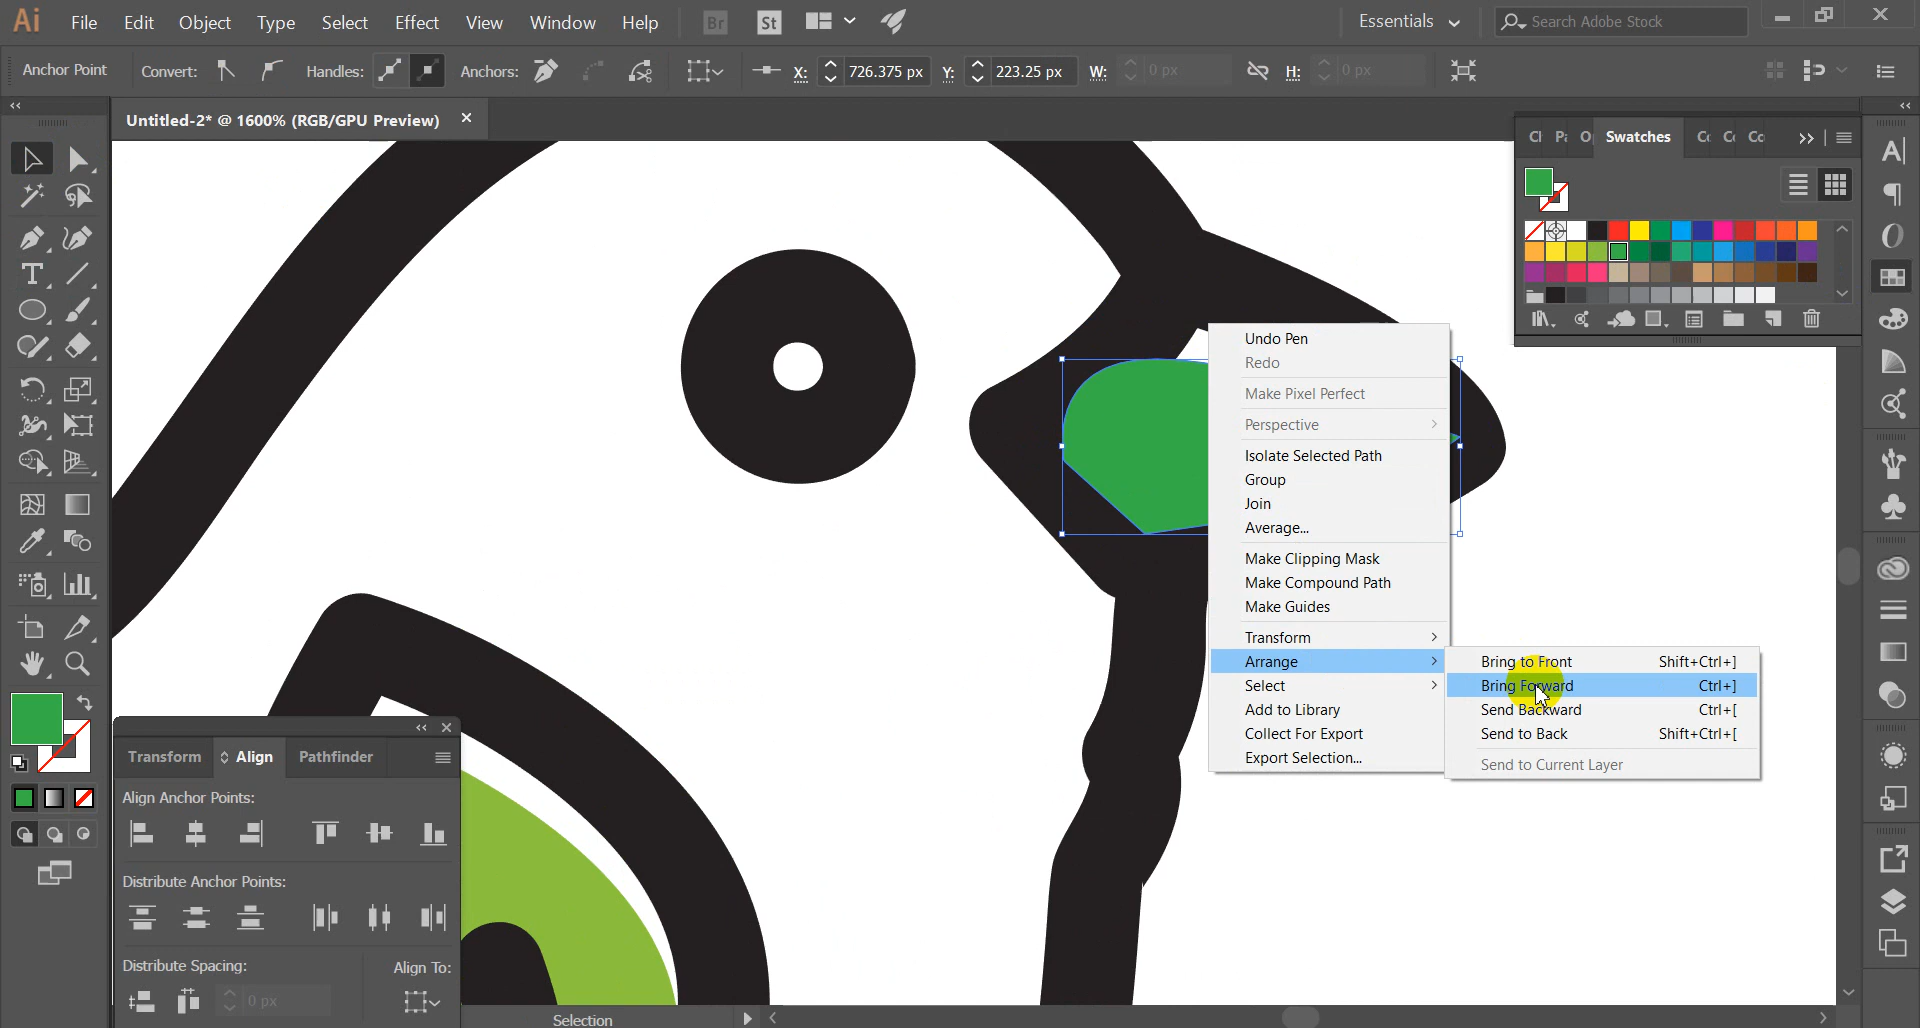 Ai File Edit Object Type Select Effect View Window Help Br St Essentials Search Adobe Stock
Anchor Point Convert: Handles: Anchors: X: 726.375 px Y: 223.25 px W: 0 px H: 0 px
Untitled-2* @ 1600% (RGB/GPU Preview)
Swatches
Undo Pen
Redo
Make Pixel Perfect
Perspective
Isolate Selected Path
Group
Join
Average...
Make Clipping Mask
Make Compound Path
Make Guides
Transform
Arrange
Select
Add to Library
Collect For Export
Export Selection...
Bring to Front Shift+Ctrl+]
Bring Forward Ctrl+]
Send Backward Ctrl+[
Send to Back Shift+Ctrl+[
Send to Current Layer
Transform Align Pathfinder
Align Anchor Points:
Distribute Anchor Points:
Distribute Spacing: Align To:
0 px
Selection